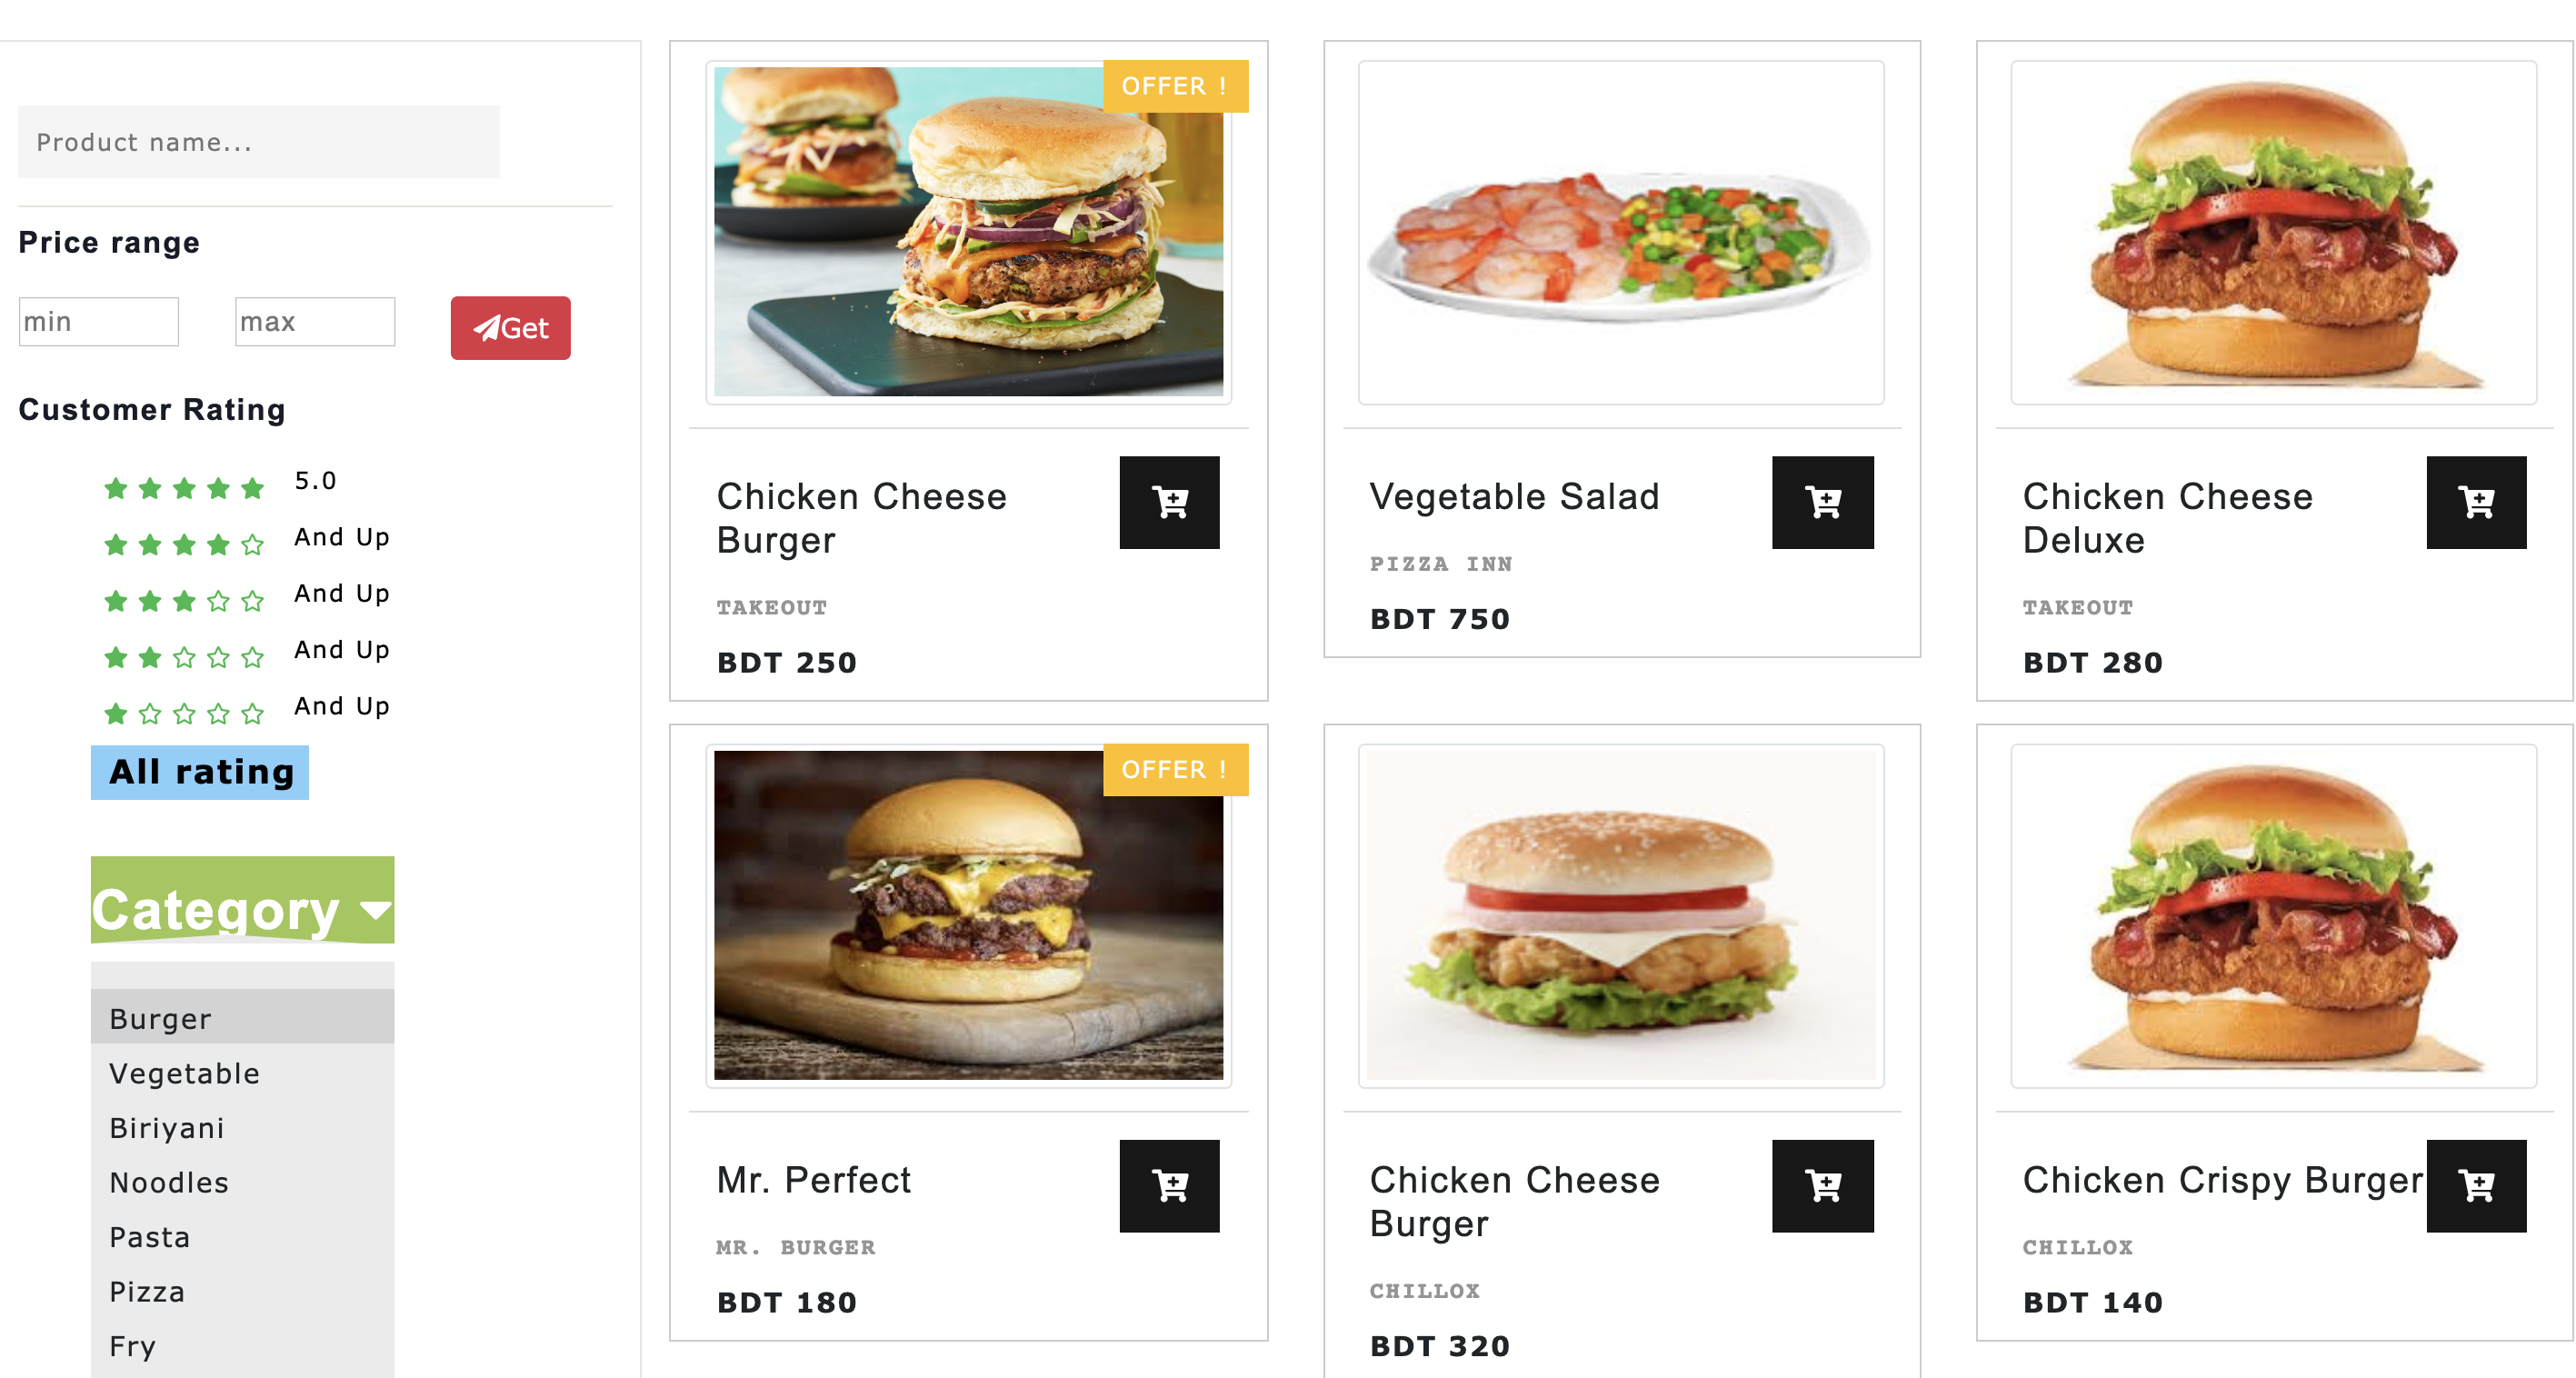 Product name...
Price range
min
max
Get
Customer Rating
5.0
And Up
And Up
And Up
And Up
All rating
Category
Burger
Vegetable
Biriyani
Noodles
Pasta
Pizza
Fry
OFFER !
Chicken Cheese
Burger
TAKEOUT
BDT 250
Vegetable Salad
PIZZA INN
BDT 750
Chicken Cheese
Deluxe
TAKEOUT
BDT 280
OFFER !
Mr. Perfect
MR. BURGER
BDT 180
Chicken Cheese
Burger
CHILLOX
BDT 320
Chicken Crispy Burger
CHILLOX
BDT 140